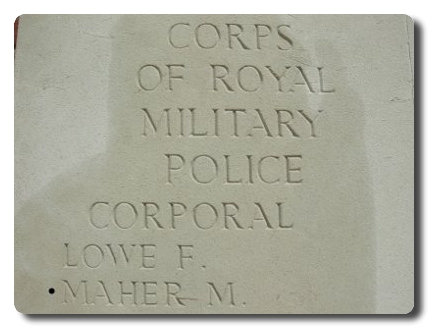 CORPS
OF ROYAL
MILITARY
POLICE
CORPORAL
LOWE F.
• MAHER M.